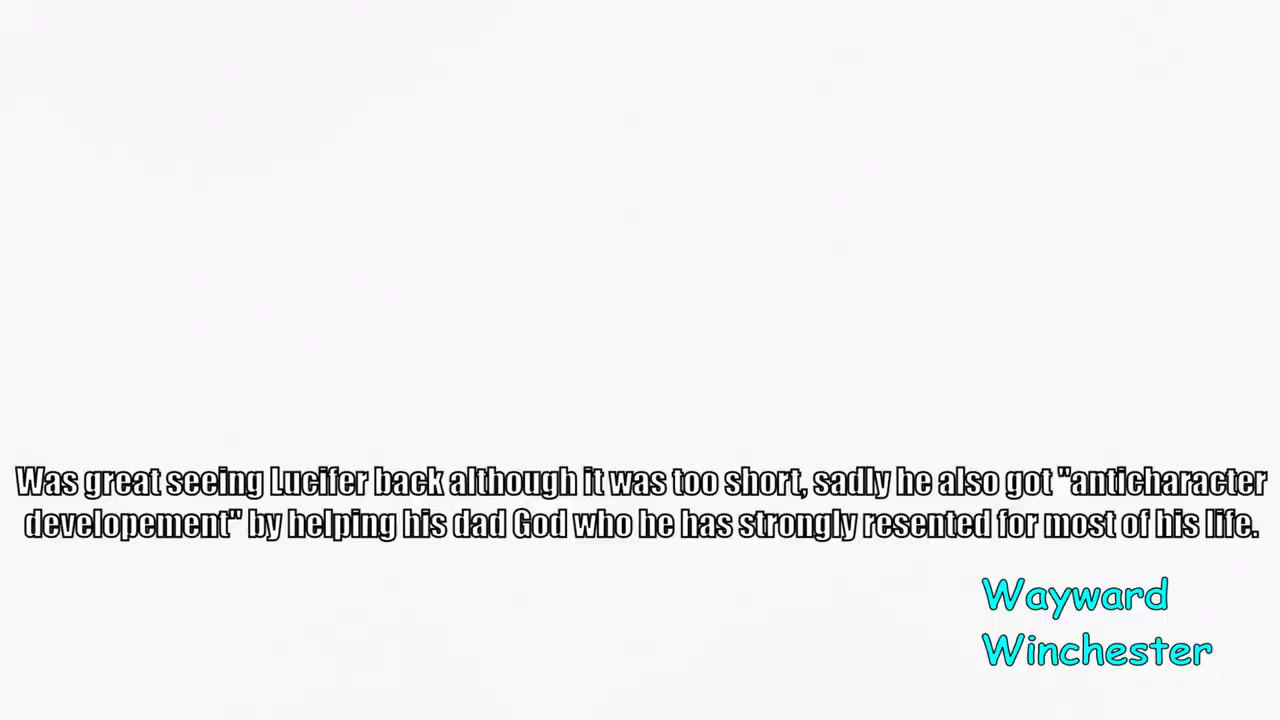 Was great seeing Lucifer back although it was too short, sadly he also got "anticharacter
developement" by helping his dad God who he has strongly resented for most of his life.
Wayward
Winchester